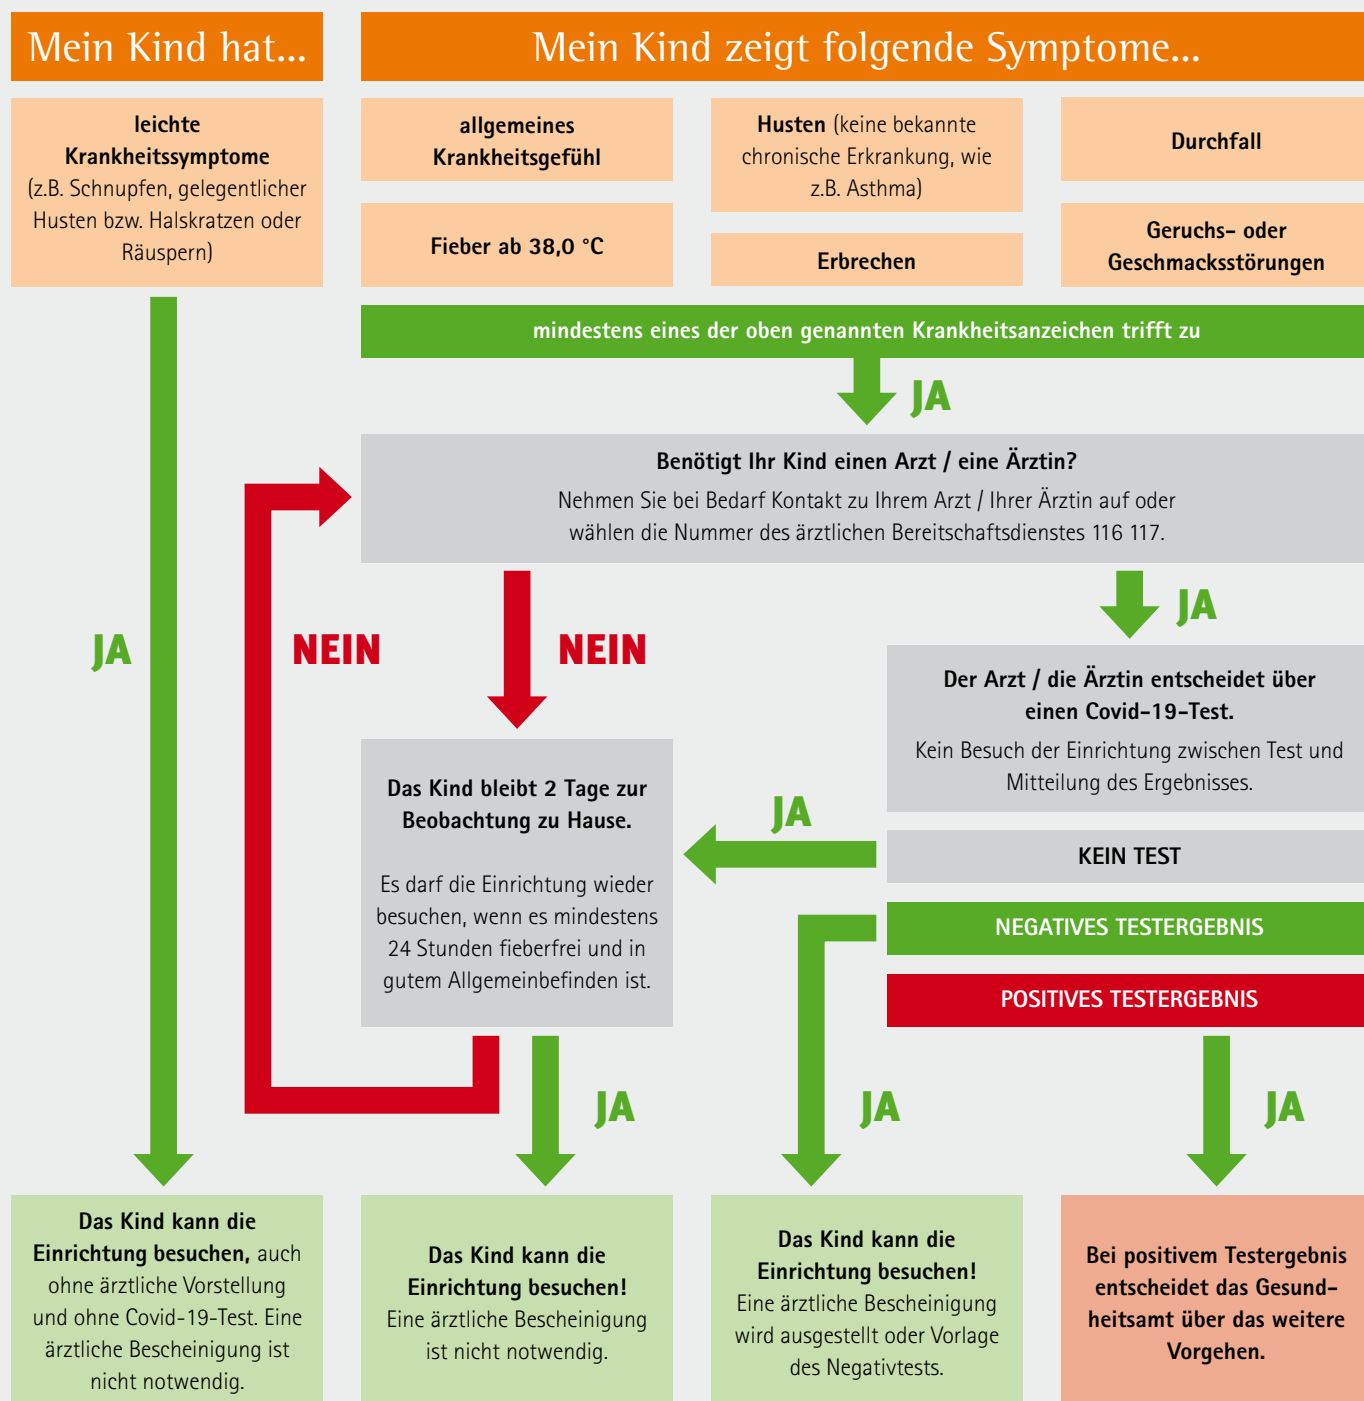 Mein Kind hat...
Mein Kind zeigt folgende Symptome...
leichte
Krankheitssymptome
(z.B. Schnupfen, gelegentlicher
Husten bzw. Halskratzen oder
Räuspern)
allgemeines
Krankheitsgefühl
Fieber ab 38,0 °C
Husten (keine bekannte
chronische Erkrankung, wie
z.B. Asthma)
Erbrechen
Durchfall
Geruchs- oder
Geschmacksstörungen
mindestens eines der oben genannten Krankheitsanzeichen trifft zu
JA
Benötigt Ihr Kind einen Arzt / eine Ärztin?
Nehmen Sie bei Bedarf Kontakt zu Ihrem Arzt / Ihrer Ärztin auf oder
wählen die Nummer des ärztlichen Bereitschaftsdienstes 116 117.
JA
NEIN
NEIN
JA
Der Arzt / die Ärztin entscheidet über
einen Covid-19-Test.
Kein Besuch der Einrichtung zwischen Test und
Mitteilung des Ergebnisses.
Das Kind bleibt 2 Tage zur
Beobachtung zu Hause.
Es darf die Einrichtung wieder
besuchen, wenn es mindestens
24 Stunden fieberfrei und in
gutem Allgemeinbefinden ist.
JA
KEIN TEST
NEGATIVES TESTERGEBNIS
POSITIVES TESTERGEBNIS
JA
JA
JA
Das Kind kann die
Einrichtung besuchen, auch
ohne ärztliche Vorstellung
und ohne Covid-19-Test. Eine
ärztliche Bescheinigung ist
nicht notwendig.
Das Kind kann die
Einrichtung besuchen!
Eine ärztliche Bescheinigung
ist nicht notwendig.
Das Kind kann die
Einrichtung besuchen!
Eine ärztliche Bescheinigung
wird ausgestellt oder Vorlage
des Negativtests.
Bei positivem Testergebnis
entscheidet das Gesund-
heitsamt über das weitere
Vorgehen.